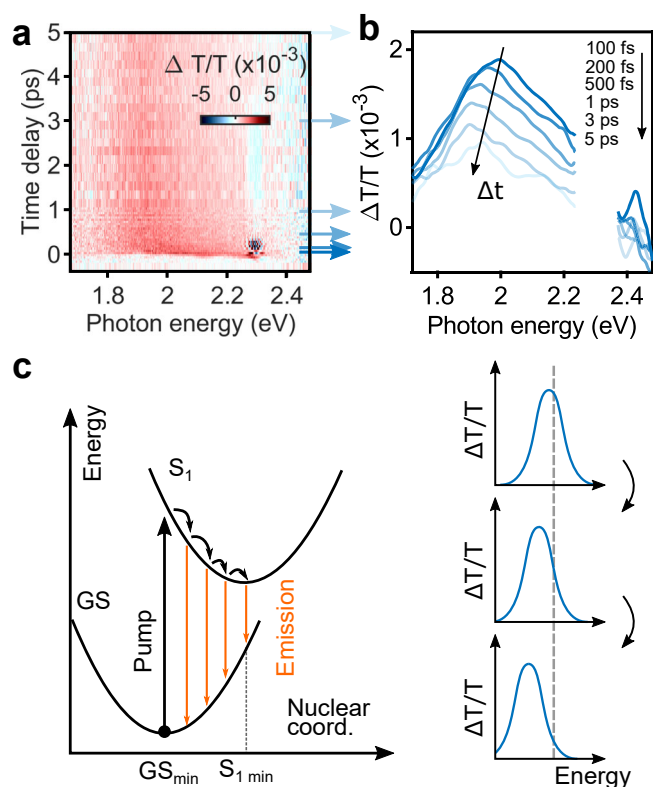 a
Δ T/T (x10⁻³)
-5 0 5
Time delay (ps)
5
4
3
2
1
0
1.8 2 2.2 2.4
Photon energy (eV)
b
ΔT/T (x10⁻³)
2
1
0
100 fs
200 fs
500 fs
1 ps
3 ps
5 ps
Δt
1.8 2 2.2 2.4
Photon energy (eV)
c
Energy
S₁
GS
Pump
Emission
Nuclear
coord.
GSmin
S₁ min
ΔT/T
ΔT/T
ΔT/T
Energy